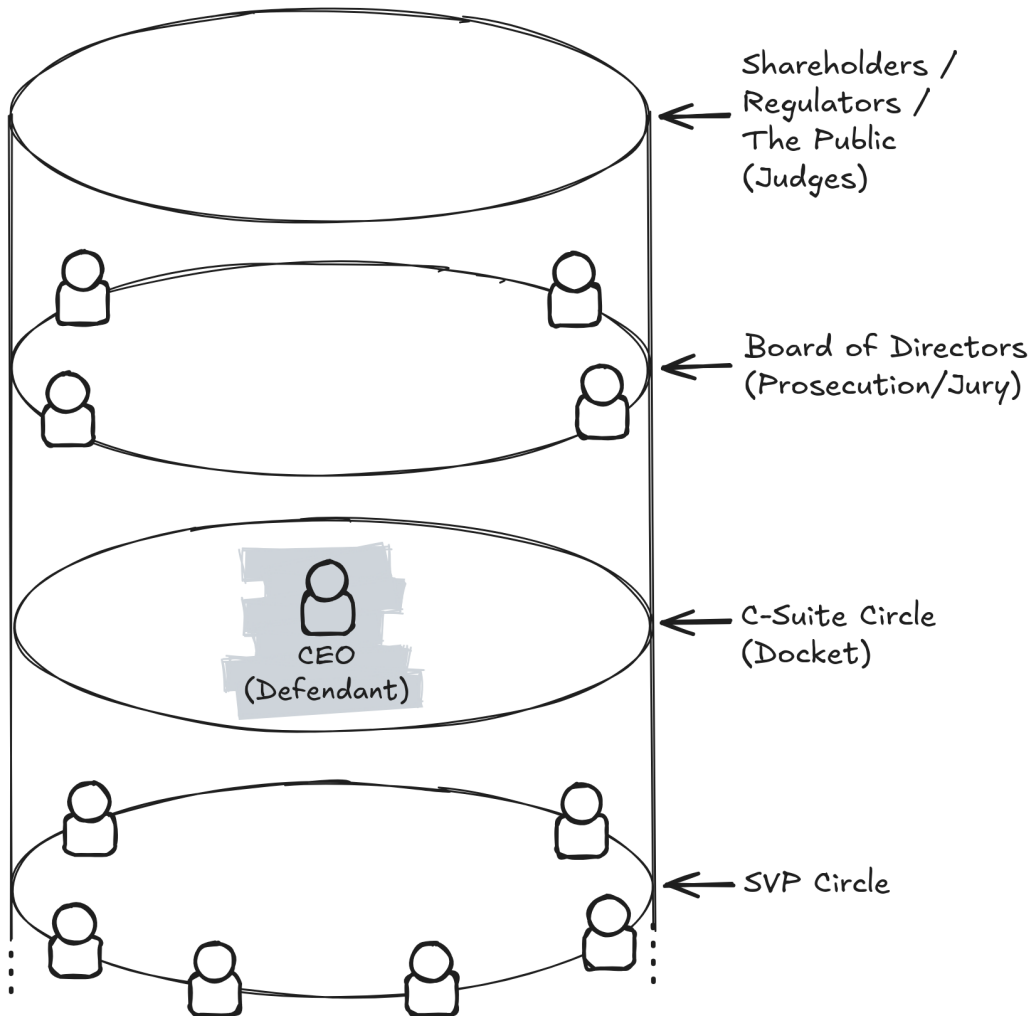 Shareholders /
Regulators /
The Public
(Judges)
Board of Directors
(Prosecution/Jury)
C-Suite Circle
(Docket)
CEO
(Defendant)
SVP Circle